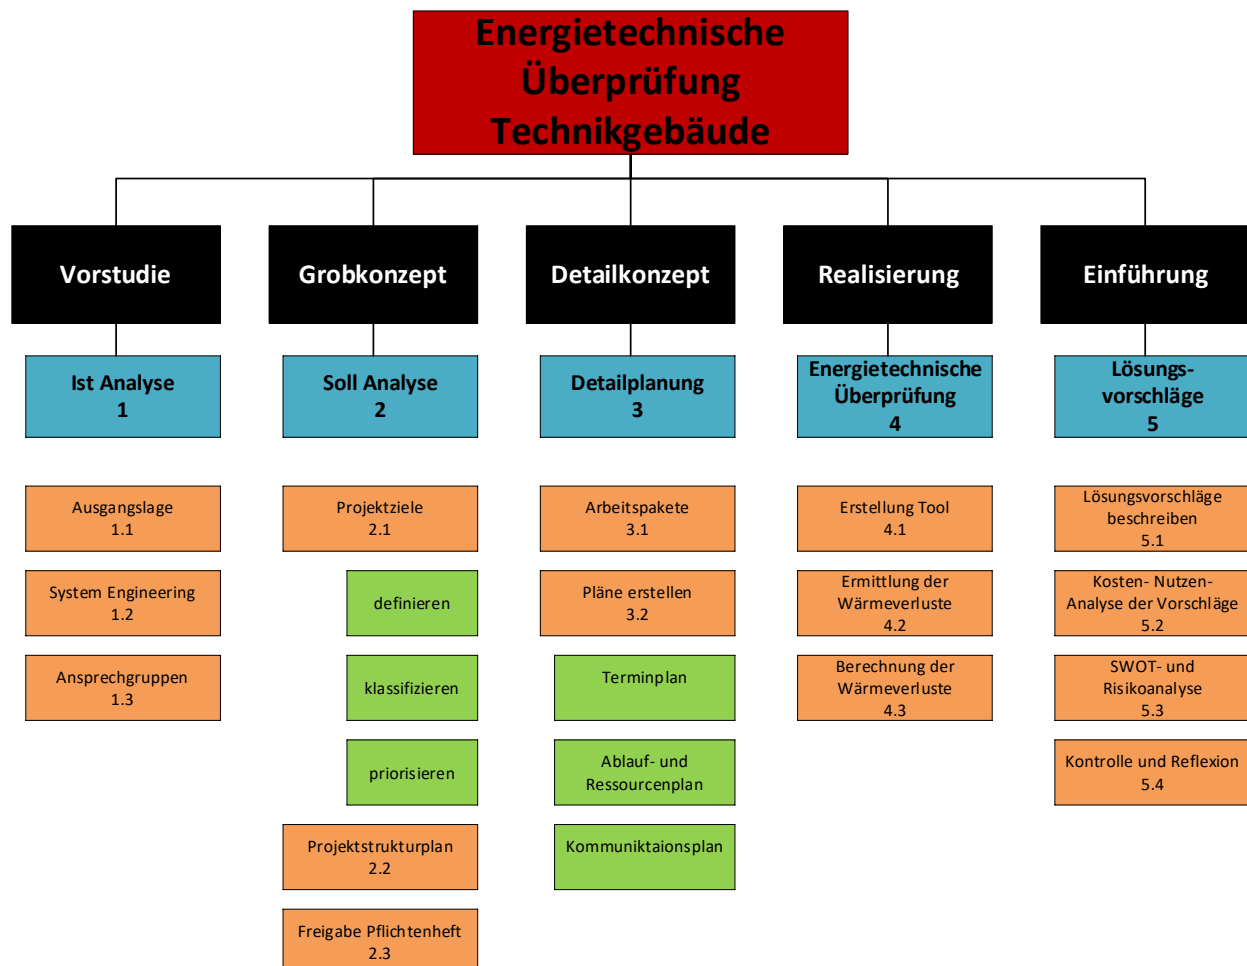 Energietechnische
Überprüfung
Technikgebäude
Vorstudie
Grobkonzept
Detailkonzept
Realisierung
Einführung
Ist Analyse
1
Soll Analyse
2
Detailplanung
3
Energietechnische
Überprüfung
4
Lösungs-
vorschläge
5
Ausgangslage
1.1
System Engineering
1.2
Ansprechgruppen
1.3
Projektziele
2.1
definieren
klassifizieren
priorisieren
Projektstrukturplan
2.2
Freigabe Pflichtenheft
2.3
Arbeitspakete
3.1
Pläne erstellen
3.2
Terminplan
Ablauf- und
Ressourcenplan
Kommuniktaionsplan
Erstellung Tool
4.1
Ermittlung der
Wärmeverluste
4.2
Berechnung der
Wärmeverluste
4.3
Lösungsvorschläge
beschreiben
5.1
Kosten- Nutzen-
Analyse der Vorschläge
5.2
SWOT- und
Risikoanalyse
5.3
Kontrolle und Reflexion
5.4